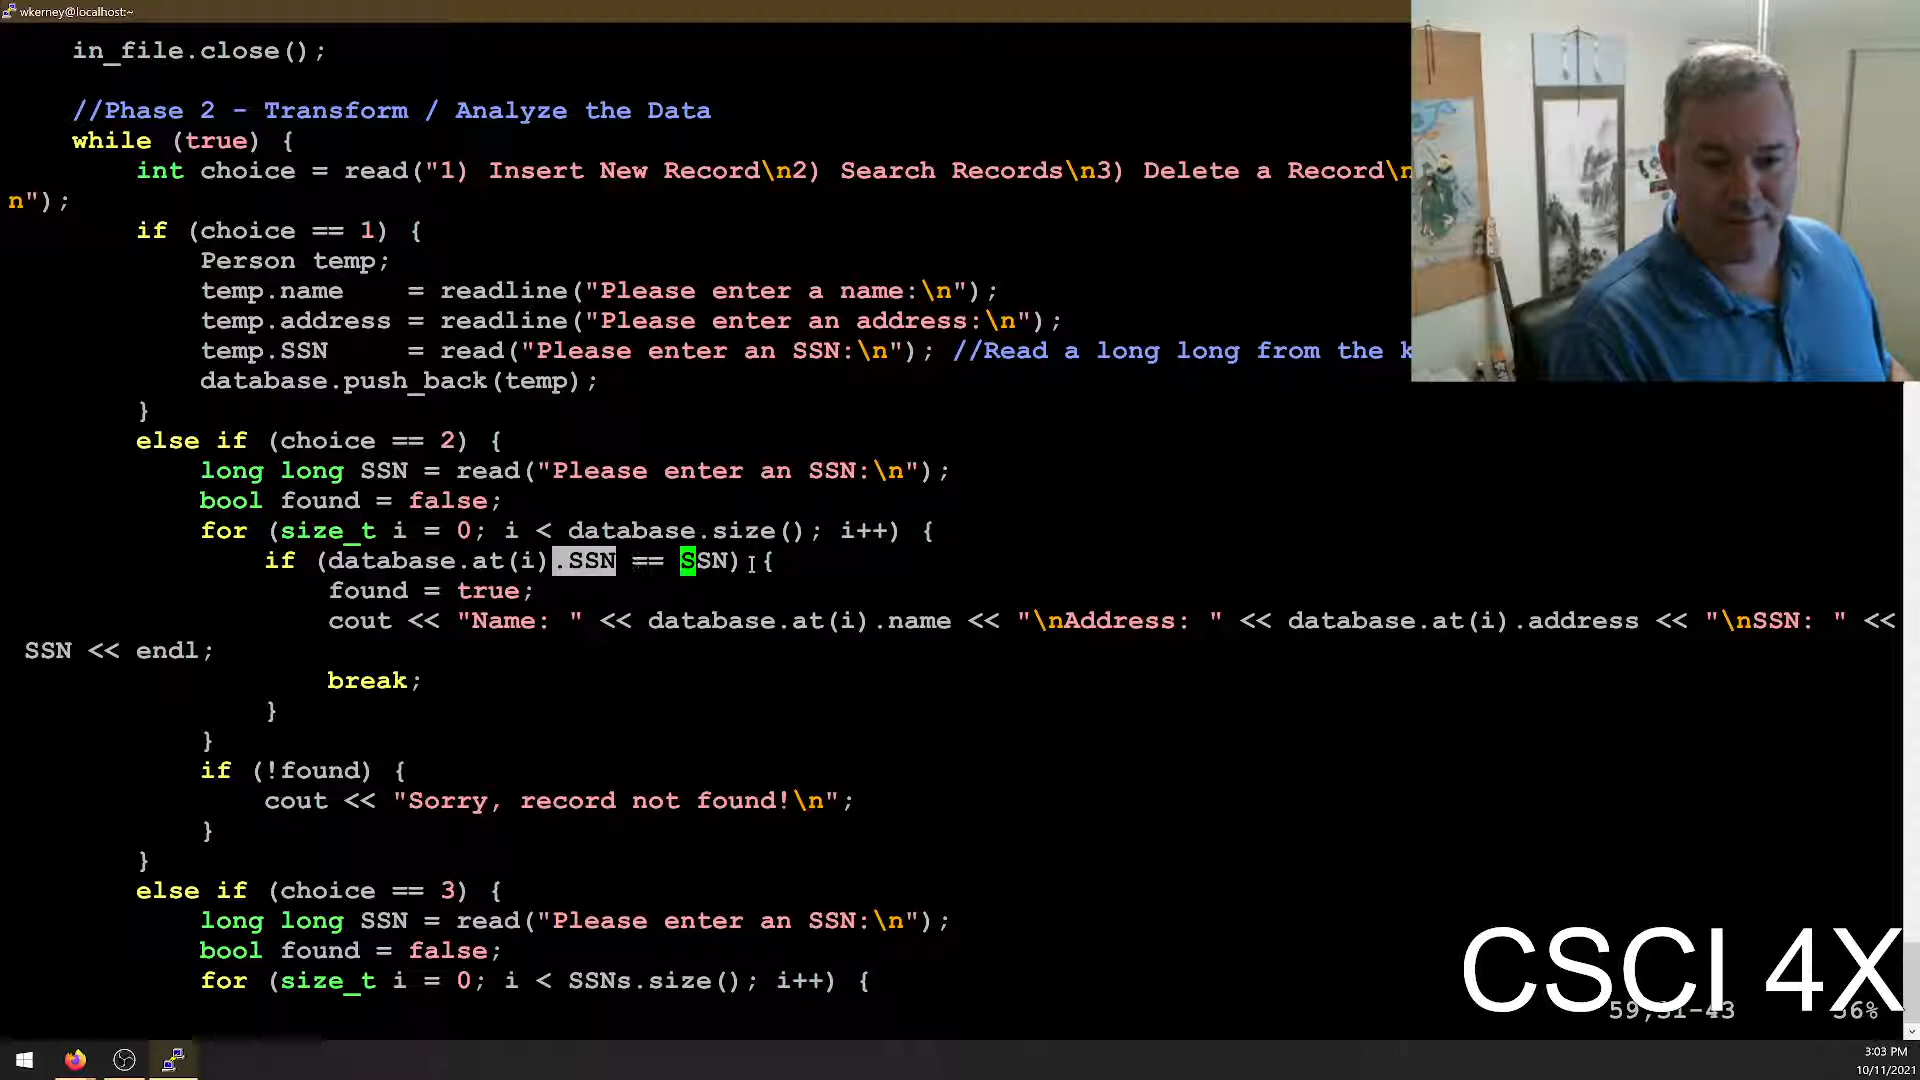 wkerney@localhost:~
in_file.close();
//Phase 2 - Transform / Analyze the Data
while (true) {
int choice = read("1) Insert New Record\n2) Search Records\n3) Delete a Record\n
n");
if (choice == 1) {
Person temp;
temp.name    = readline("Please enter a name:\n");
temp.address = readline("Please enter an address:\n");
temp.SSN     = read("Please enter an SSN:\n"); //Read a long long from the k
database.push_back(temp);
}
else if (choice == 2) {
long long SSN = read("Please enter an SSN:\n");
bool found = false;
for (size_t i = 0; i < database.size(); i++) {
if (database.at(i).SSN == SSN) {
found = true;
cout << "Name: " << database.at(i).name << "\nAddress: " << database.at(i).address << "\nSSN: " <<
SSN << endl;
break;
}
}
if (!found) {
cout << "Sorry, record not found!\n";
}
}
else if (choice == 3) {
long long SSN = read("Please enter an SSN:\n");
bool found = false;
for (size_t i = 0; i < SSNs.size(); i++) {
CSCI 4X
3:03 PM
10/11/2021